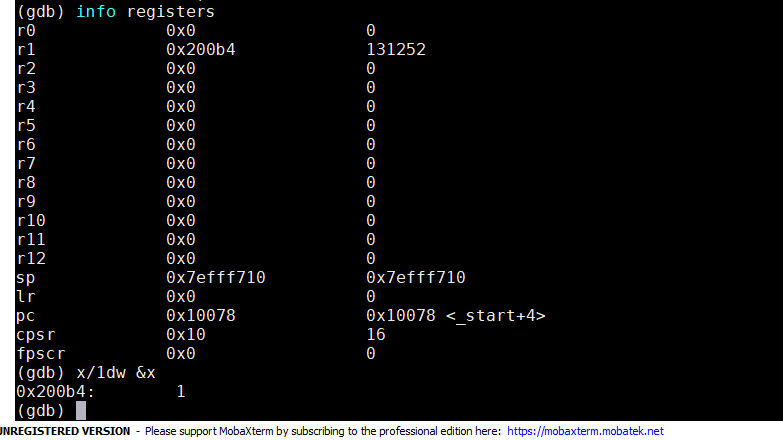 (gdb) info registers
r0 0x0 0
r1 0x200b4 131252
r2 0x0 0
r3 0x0 0
r4 0x0 0
r5 0x0 0
r6 0x0 0
r7 0x0 0
r8 0x0 0
r9 0x0 0
r10 0x0 0
r11 0x0 0
r12 0x0 0
sp 0x7efff710 0x7efff710
lr 0x0 0
pc 0x10078 0x10078 <_start+4>
cpsr 0x10 16
fpscr 0x0 0
(gdb) x/1dw &x
0x200b4: 1
(gdb)
UNREGISTERED VERSION - Please support MobaXterm by subscribing to the professional edition here: https://mobaxterm.mobatek.net